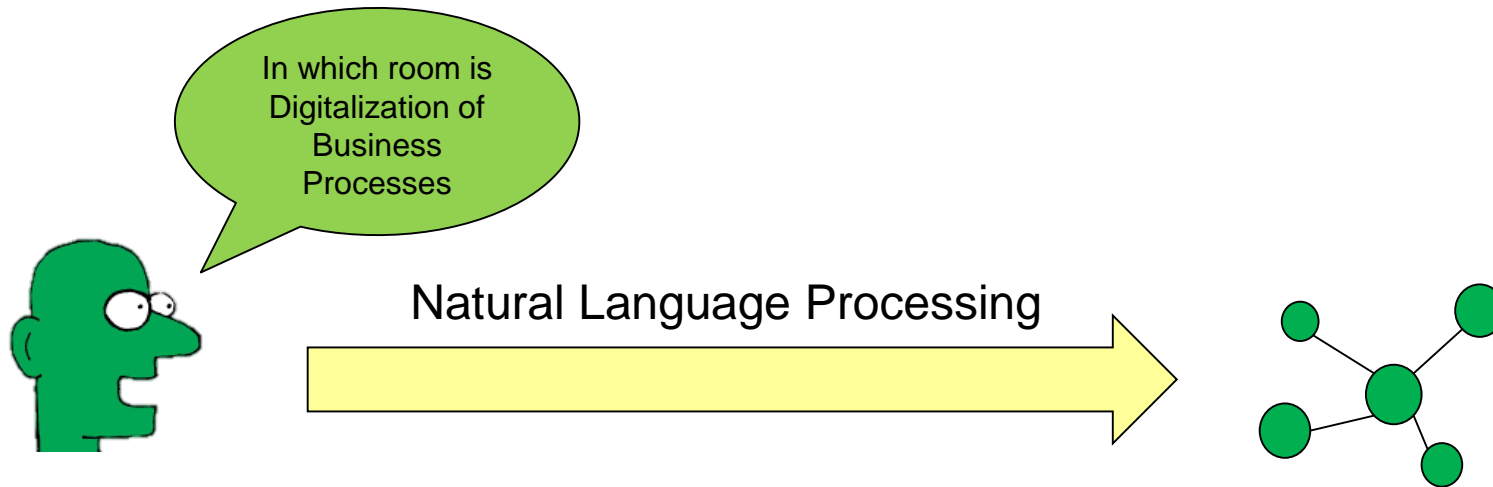 In which room is
Digitalization of
Business
Processes
Natural Language Processing